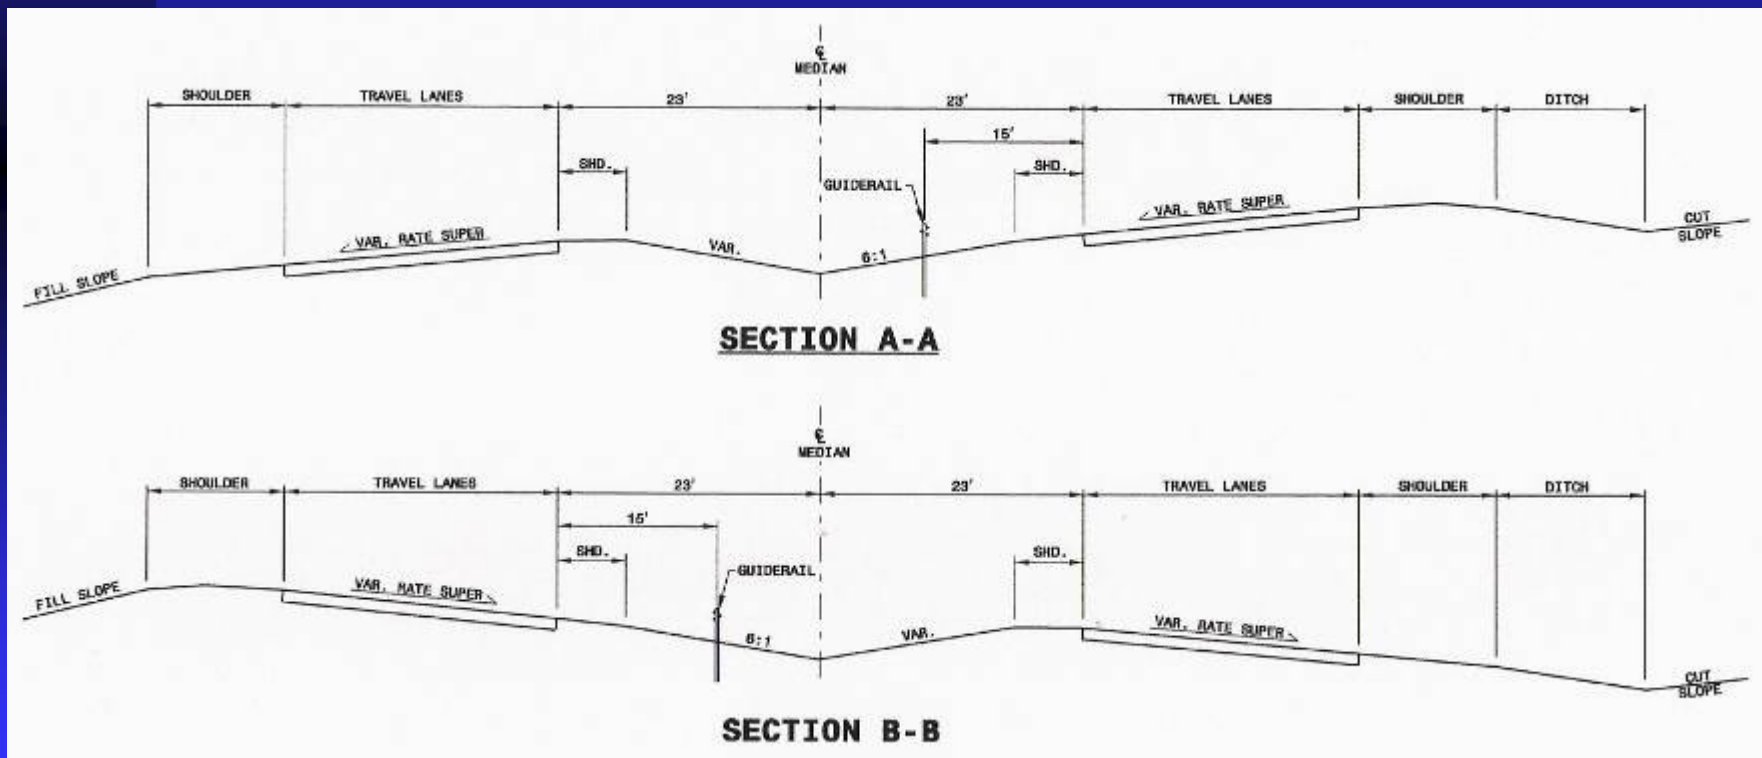 ℄
MEDIAN
SHOULDER TRAVEL LANES 23' 23' TRAVEL LANES SHOULDER DITCH
15'
SHD. SHD.
GUIDERAIL
VAR. RATE SUPER VAR. RATE SUPER
VAR. 6:1
FILL SLOPE
CUT
SLOPE
SECTION A-A
℄
MEDIAN
SHOULDER TRAVEL LANES 23' 23' TRAVEL LANES SHOULDER DITCH
15'
SHD. SHD.
GUIDERAIL
FILL SLOPE
VAR. RATE SUPER VAR. RATE SUPER
6:1 VAR.
CUT
SLOPE
SECTION B-B